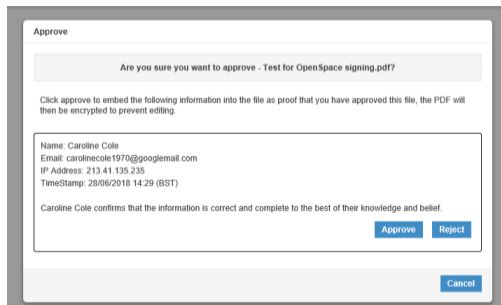 Approve
Are you sure you want to approve - Test for OpenSpace signing.pdf?
Click approve to embed the following information into the file as proof that you have approved this file, the PDF will
then be encrypted to prevent editing.
Name: Caroline Cole
Email: carolinecole1970@googlemail.com
IP Address: 213.41.135.235
TimeStamp: 28/06/2018 14:29 (BST)
Caroline Cole confirms that the information is correct and complete to the best of their knowledge and belief.
Approve Reject
Cancel